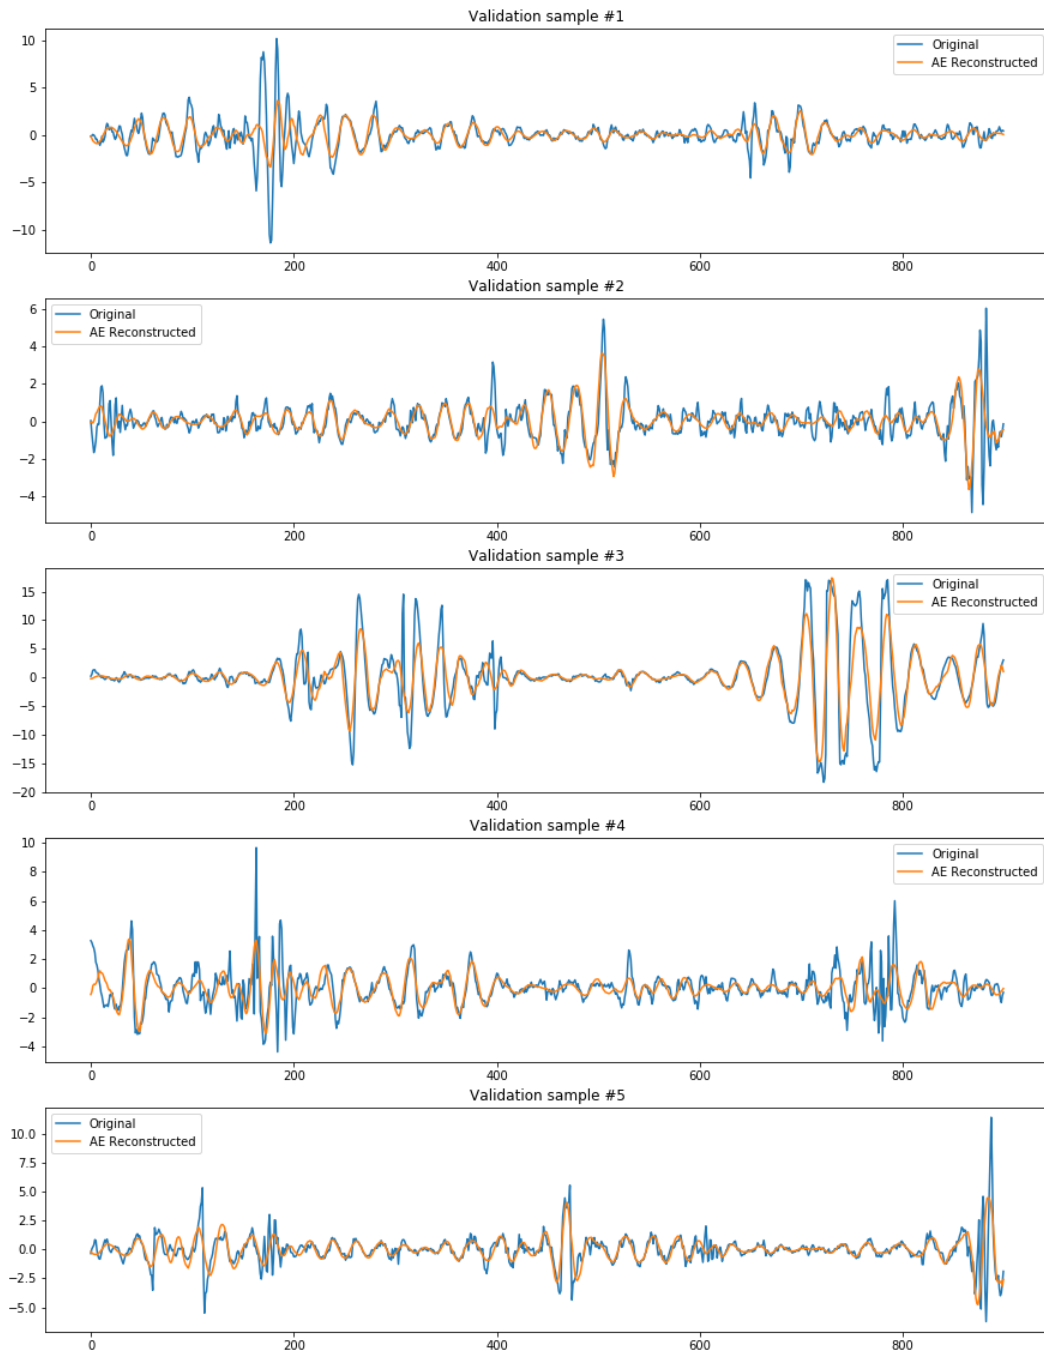 Validation sample #1
Original
AE Reconstructed
10
5
0
−5
−10
0 200 400 600 800
Validation sample #2
Original
AE Reconstructed
6
4
2
0
−2
−4
0 200 400 600 800
Validation sample #3
Original
AE Reconstructed
15
10
5
0
−5
−10
−15
−20
0 200 400 600 800
Validation sample #4
Original
AE Reconstructed
10
8
6
4
2
0
−2
−4
0 200 400 600 800
Validation sample #5
Original
AE Reconstructed
10.0
7.5
5.0
2.5
0.0
−2.5
−5.0
0 200 400 600 800